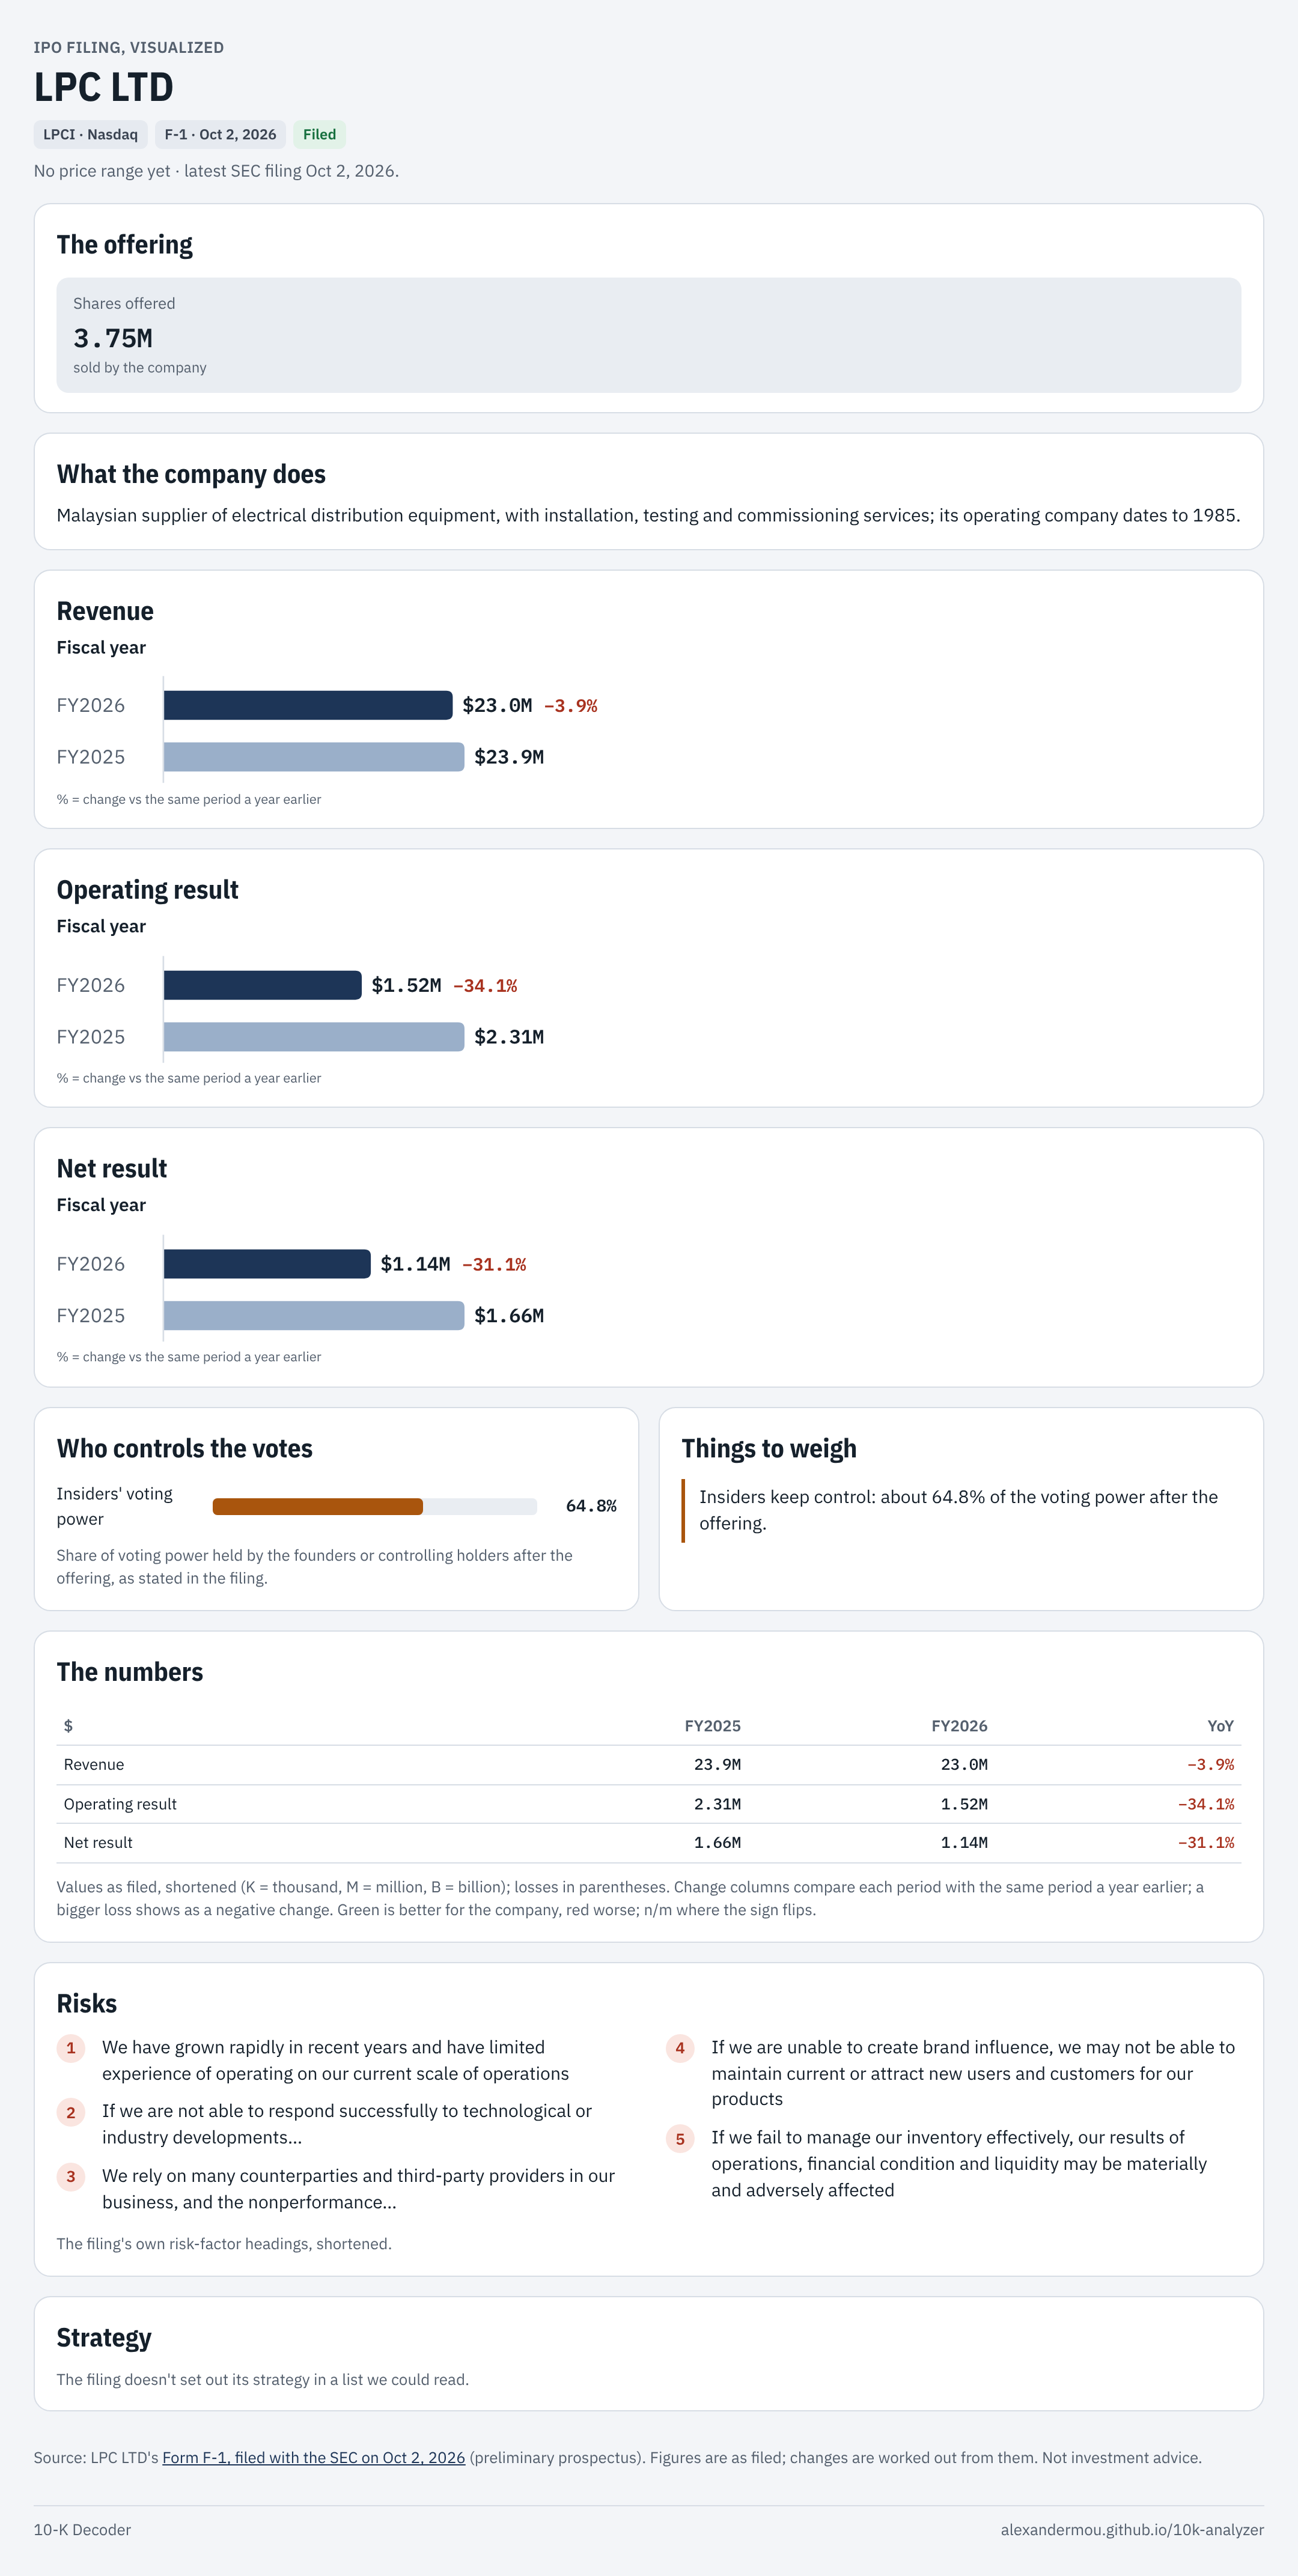 IPO FILING, VISUALIZED
LPC LTD
LPCI · Nasdaq
F-1 · Oct 2, 2026
Filed
No price range yet · latest SEC filing Oct 2, 2026.
The offering
Shares offered
3.75M
sold by the company
What the company does
Malaysian supplier of electrical distribution equipment, with installation, testing and commissioning services; its operating company dates to 1985.
Revenue
Fiscal year
FY2026 $23.0M −3.9%
FY2025 $23.9M
% = change vs the same period a year earlier
Operating result
Fiscal year
FY2026 $1.52M −34.1%
FY2025 $2.31M
% = change vs the same period a year earlier
Net result
Fiscal year
FY2026 $1.14M −31.1%
FY2025 $1.66M
% = change vs the same period a year earlier
Who controls the votes
Insiders' voting
power
64.8%
Share of voting power held by the founders or controlling holders after the
offering, as stated in the filing.
Things to weigh
Insiders keep control: about 64.8% of the voting power after the
offering.
The numbers
$ FY2025 FY2026 YoY
Revenue 23.9M 23.0M −3.9%
Operating result 2.31M 1.52M −34.1%
Net result 1.66M 1.14M −31.1%
Values as filed, shortened (K = thousand, M = million, B = billion); losses in parentheses. Change columns compare each period with the same period a year earlier; a
bigger loss shows as a negative change. Green is better for the company, red worse; n/m where the sign flips.
Risks
1 We have grown rapidly in recent years and have limited
experience of operating on our current scale of operations
2 If we are not able to respond successfully to technological or
industry developments…
3 We rely on many counterparties and third-party providers in our
business, and the nonperformance…
4 If we are unable to create brand influence, we may not be able to
maintain current or attract new users and customers for our
products
5 If we fail to manage our inventory effectively, our results of
operations, financial condition and liquidity may be materially
and adversely affected
The filing's own risk-factor headings, shortened.
Strategy
The filing doesn't set out its strategy in a list we could read.
Source: LPC LTD's Form F-1, filed with the SEC on Oct 2, 2026 (preliminary prospectus). Figures are as filed; changes are worked out from them. Not investment advice.
10-K Decoder
alexandermou.github.io/10k-analyzer